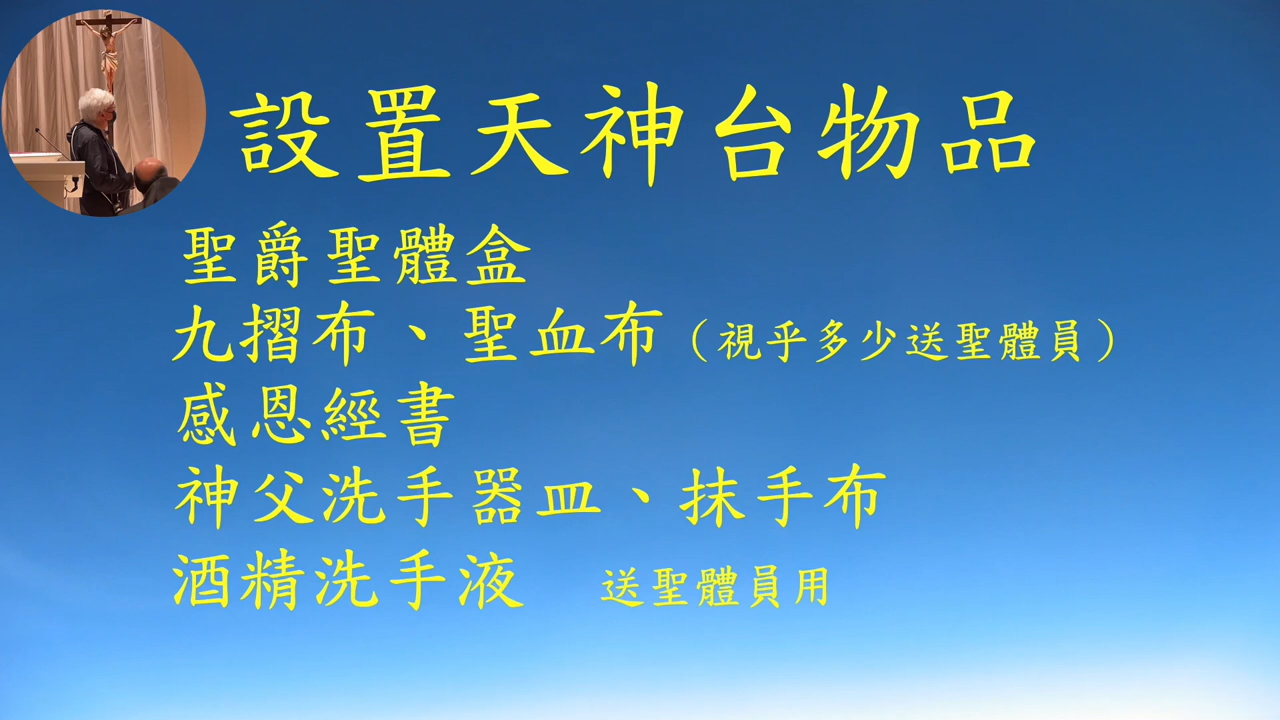 設置天神台物品
聖爵聖體盒
九摺布、聖血布（視乎多少送聖體員）
感恩經書
神父洗手器皿、抹手布
酒精洗手液　送聖體員用